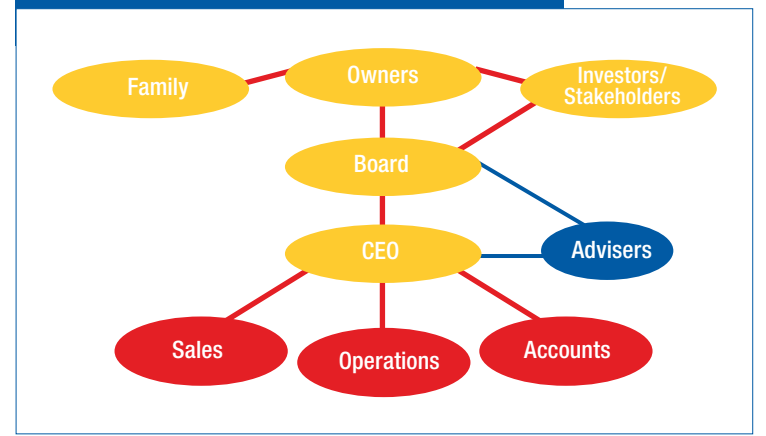 Family
Owners
Investors/
Stakeholders
Board
CEO
Advisers
Sales
Operations
Accounts